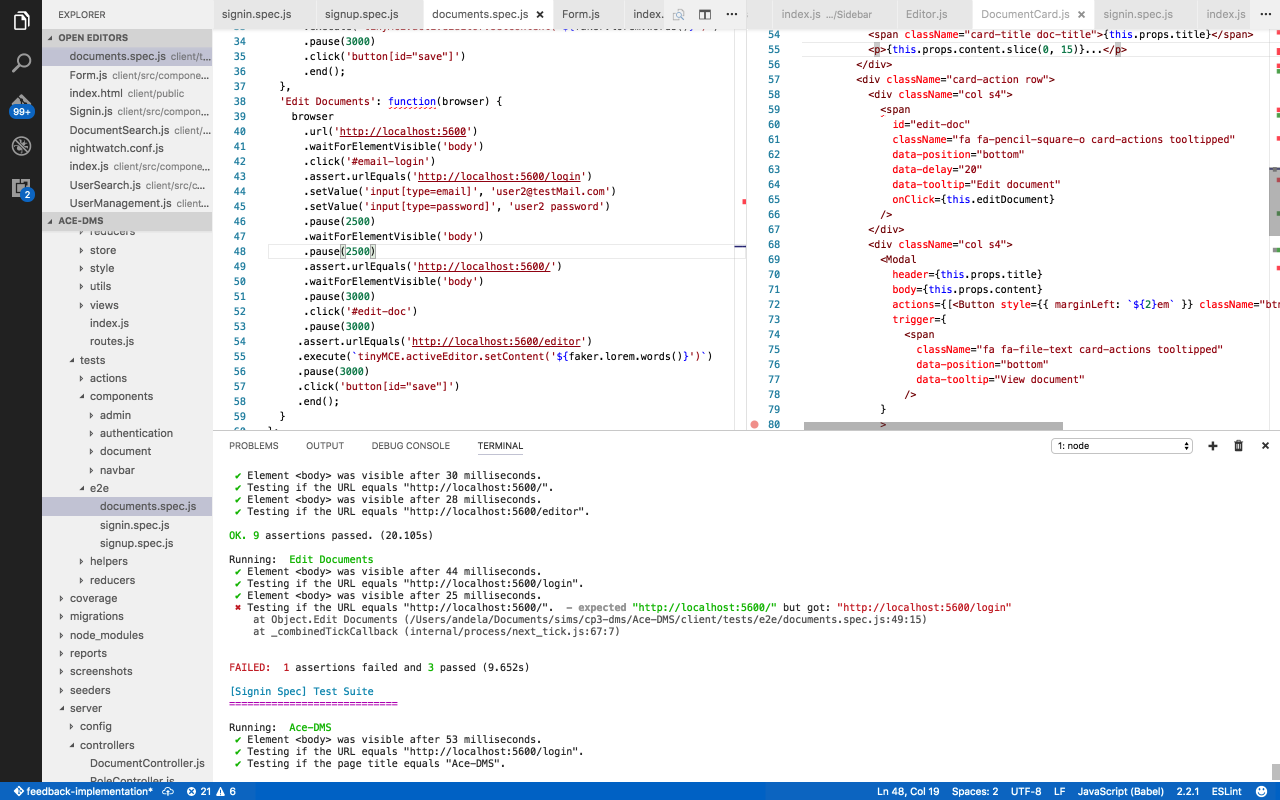 EXPLORER
OPEN EDITORS
documents.spec.js client/t...
Form.js client/src/compone...
index.html client/public
Signin.js client/src/compon...
DocumentSearch.js client/...
nightwatch.conf.js
index.js client/src/compone...
UserSearch.js client/src/c...
UserManagement.js client...
ACE-DMS
reducers
store
style
utils
views
index.js
routes.js
tests
actions
components
admin
authentication
document
navbar
e2e
documents.spec.js
signin.spec.js
signup.spec.js
helpers
reducers
coverage
migrations
node_modules
reports
screenshots
seeders
server
config
controllers
DocumentController.js
RoleController.js
99+
2
signin.spec.js signup.spec.js documents.spec.js × Form.js index. ...
34 .pause(3000)
35 .click('button[id="save"]')
36 .end();
37 },
38 'Edit Documents': function(browser) {
39 browser
40 .url('http://localhost:5600')
41 .waitForElementVisible('body')
42 .click('#email-login')
43 .assert.urlEquals('http://localhost:5600/login')
44 .setValue('input[type=email]', 'user2@testMail.com')
45 .setValue('input[type=password]', 'user2 password')
46 .pause(2500)
47 .waitForElementVisible('body')
48 .pause(2500)
49 .assert.urlEquals('http://localhost:5600/')
50 .waitForElementVisible('body')
51 .pause(3000)
52 .click('#edit-doc')
53 .pause(3000)
54 .assert.urlEquals('http://localhost:5600/editor')
55 .execute(`tinyMCE.activeEditor.setContent('${faker.lorem.words()}')`)
56 .pause(3000)
57 .click('button[id="save"]')
58 .end();
59 }
index.js .../Sidebar Editor.js DocumentCard.js × signin.spec.js index.js ...
54 <span className="card-title doc-title">{this.props.title}</span>
55 <p>{this.props.content.slice(0, 15)}...</p>
56 </div>
57 <div className="card-action row">
58 <div className="col s4">
59 <span
60 id="edit-doc"
61 className="fa fa-pencil-square-o card-actions tooltipped"
62 data-position="bottom"
63 data-delay="20"
64 data-tooltip="Edit document"
65 onClick={this.editDocument}
66 />
67 </div>
68 <div className="col s4">
69 <Modal
70 header={this.props.title}
71 body={this.props.content}
72 actions={[<Button style={{ marginLeft: `${2}em` }} className="btn
73 trigger={
74 <span
75 className="fa fa-file-text card-actions tooltipped"
76 data-position="bottom"
77 data-tooltip="View document"
78 />
79 }
80 >
PROBLEMS OUTPUT DEBUG CONSOLE TERMINAL 1: node
✔ Element <body> was visible after 30 milliseconds.
✔ Testing if the URL equals "http://localhost:5600/".
✔ Element <body> was visible after 28 milliseconds.
✔ Testing if the URL equals "http://localhost:5600/editor".
OK. 9 assertions passed. (20.105s)
Running: Edit Documents
✔ Element <body> was visible after 44 milliseconds.
✔ Testing if the URL equals "http://localhost:5600/login".
✔ Element <body> was visible after 25 milliseconds.
✖ Testing if the URL equals "http://localhost:5600/". - expected "http://localhost:5600/" but got: "http://localhost:5600/login"
at Object.Edit Documents (/Users/andela/Documents/sims/cp3-dms/Ace-DMS/client/tests/e2e/documents.spec.js:49:15)
at _combinedTickCallback (internal/process/next_tick.js:67:7)
FAILED: 1 assertions failed and 3 passed (9.652s)
[Signin Spec] Test Suite
============================
Running: Ace-DMS
✔ Element <body> was visible after 53 milliseconds.
✔ Testing if the URL equals "http://localhost:5600/login".
✔ Testing if the page title equals "Ace-DMS".
feedback-implementation* 21 6 Ln 48, Col 19 Spaces: 2 UTF-8 LF JavaScript (Babel) 2.2.1 ESLint